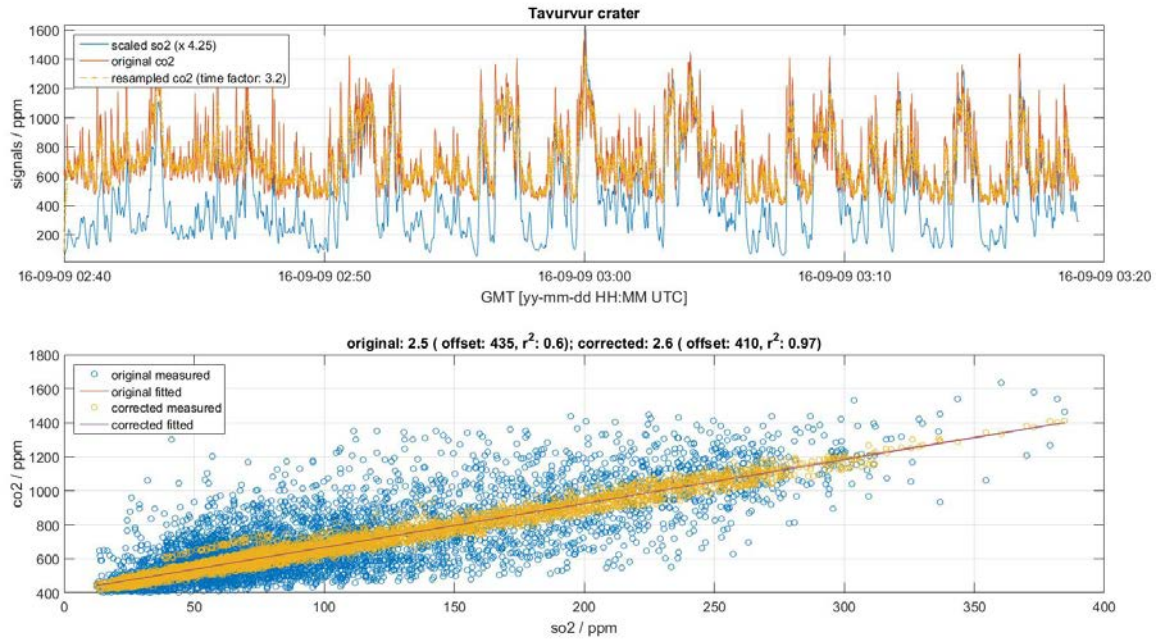 Tavurvur crater
scaled so2 (x 4.25)
original co2
resampled co2 (time factor: 3.2)
signals / ppm
1600
1400
1200
1000
800
600
400
200
16-09-09 02:40 16-09-09 02:50 16-09-09 03:00 16-09-09 03:10 16-09-09 03:20
GMT [yy-mm-dd HH:MM UTC]
original: 2.5 ( offset: 435, r²: 0.6); corrected: 2.6 ( offset: 410, r²: 0.97)
original measured
original fitted
corrected measured
corrected fitted
co2 / ppm
1800
1600
1400
1200
1000
800
600
400
0 50 100 150 200 250 300 350 400
so2 / ppm